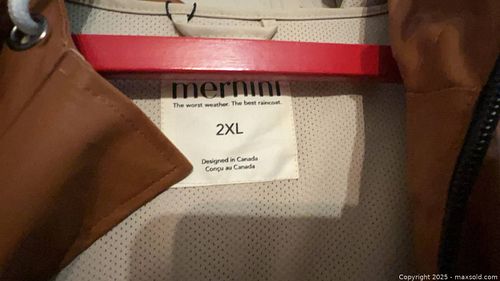 mernini
The worst weather. The best raincoat.
2XL
Designed in Canada
Conçu au Canada
Copyright 2025 - maxsold.com